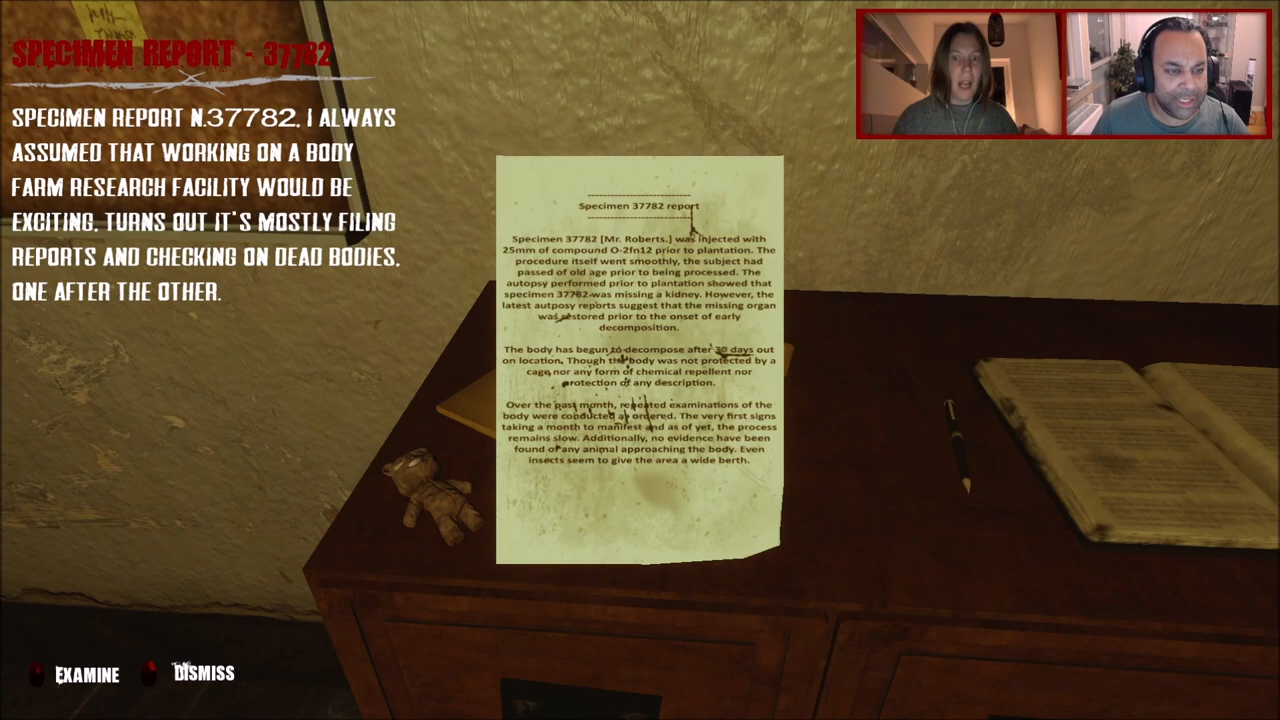 SPECIMEN REPORT - 37782
SPECIMEN REPORT N.37782. I ALWAYS
ASSUMED THAT WORKING ON A BODY
FARM RESEARCH FACILITY WOULD BE
EXCITING. TURNS OUT IT'S MOSTLY FILING
REPORTS AND CHECKING ON DEAD BODIES.
ONE AFTER THE OTHER.
Specimen 37782 report
Specimen 37782 [Mr. Roberts.] was injected with
25mm of compound O-2fn12 prior to plantation. The
procedure itself went smoothly, the subject had
passed of old age prior to being processed. The
autopsy performed prior to plantation showed that
specimen 37782 was missing a kidney. However, the
latest autposy reports suggest that the missing organ
was restored prior to the onset of early
decomposition.
The body has begun to decompose after 30 days out
on location. Though the body was not protected by a
cage nor any form of chemical repellent nor
protection of any description.
Over the past month, repeated examinations of the
body were conducted as ordered. The very first signs
taking a month to manifest and as of yet, the process
remains slow. Additionally, no evidence have been
found of any animal approaching the body. Even
insects seem to give the area a wide berth.
EXAMINE
DISMISS